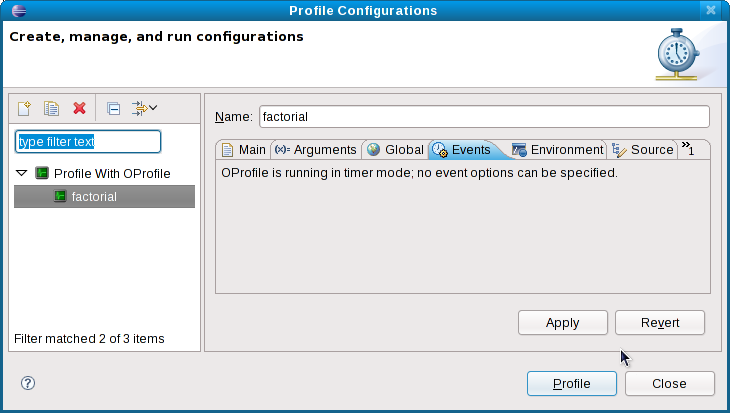 Profile Configurations
Create, manage, and run configurations
type filter text
Profile With OProfile
factorial
Filter matched 2 of 3 items
Name: factorial
Main (x)= Arguments Global Events Environment Source »1
OProfile is running in timer mode; no event options can be specified.
Apply Revert
? Profile Close